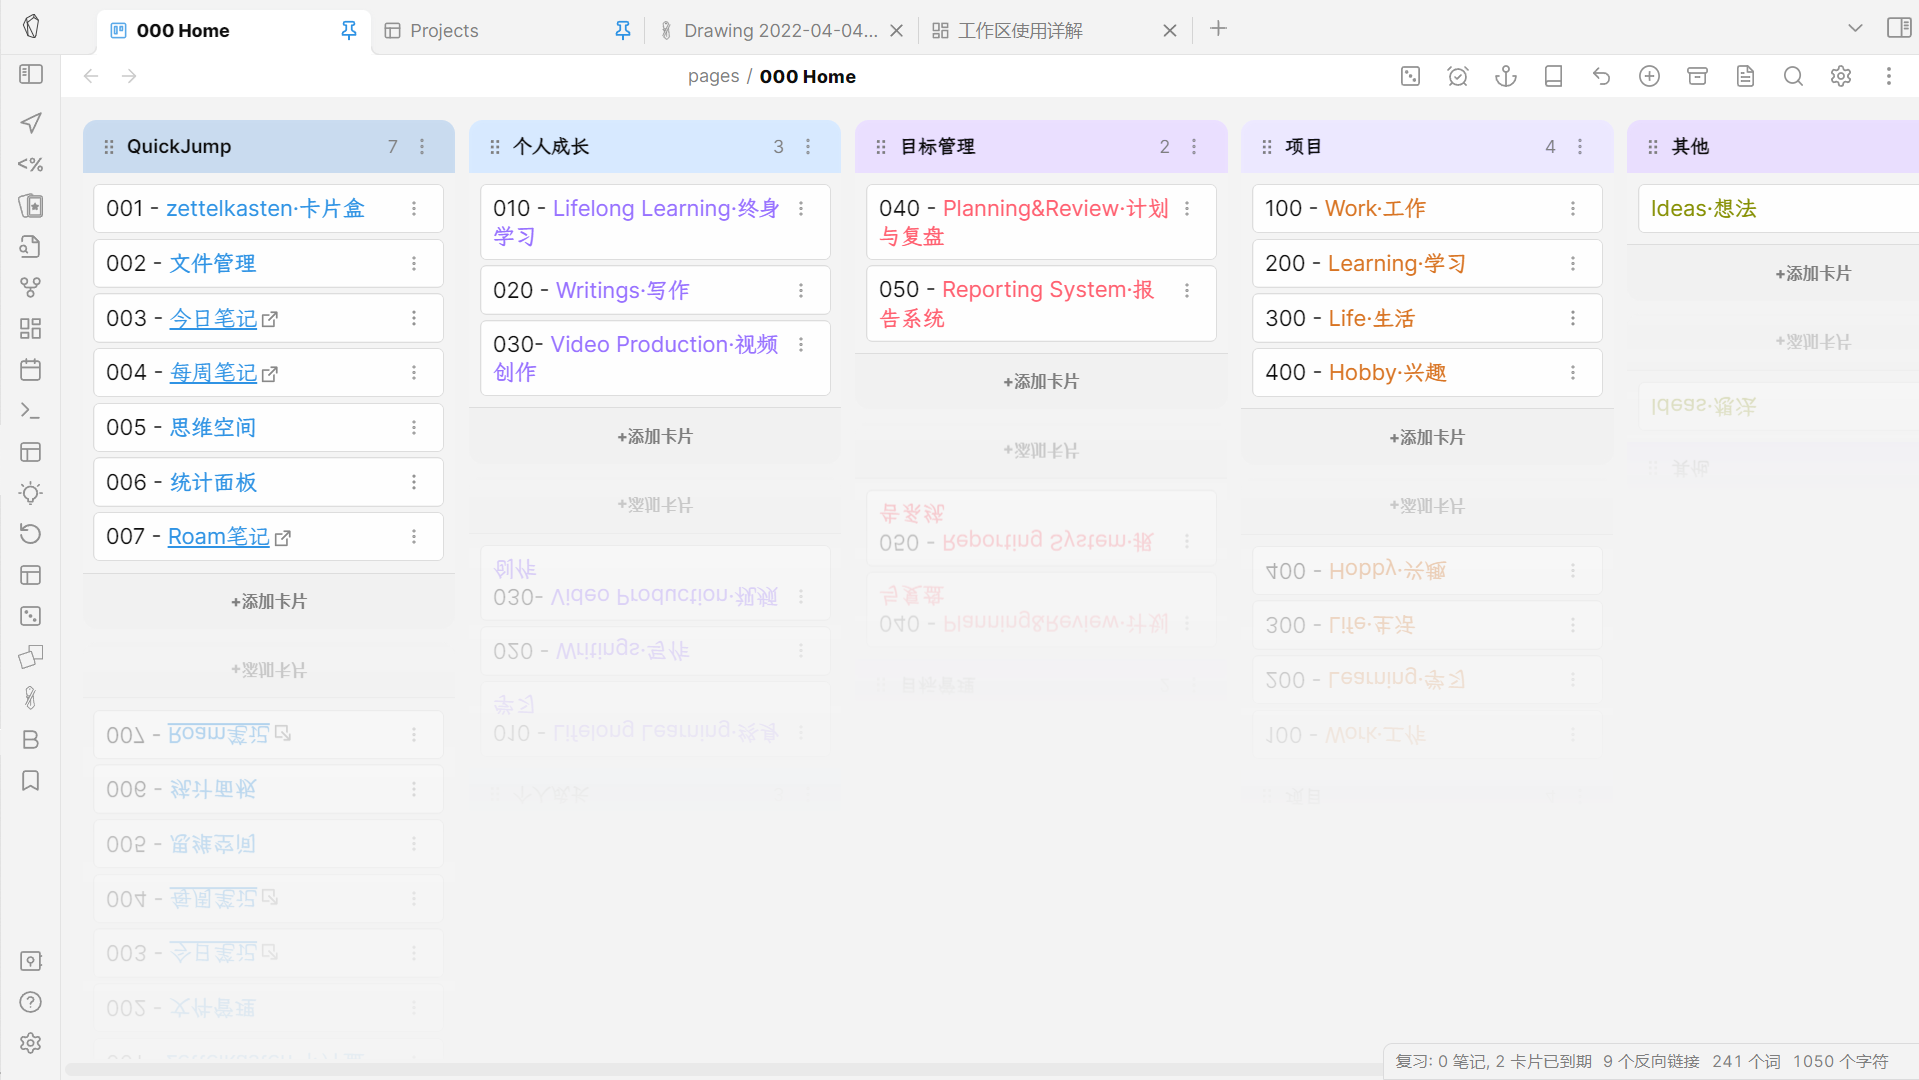 000 Home
Projects
Drawing 2022-04-04...
工作区使用详解
pages / 000 Home
QuickJump 7
001 - zettelkasten·卡片盒
002 - 文件管理
003 - 今日笔记
004 - 每周笔记
005 - 思维空间
006 - 统计面板
007 - Roam笔记
+添加卡片
个人成长 3
010 - Lifelong Learning·终身
学习
020 - Writings·写作
030- Video Production·视频
创作
+添加卡片
目标管理 2
040 - Planning&Review·计划
与复盘
050 - Reporting System·报
告系统
+添加卡片
项目 4
100 - Work·工作
200 - Learning·学习
300 - Life·生活
400 - Hobby·兴趣
+添加卡片
其他
Ideas·想法
+添加卡片
复习: 0 笔记, 2 卡片已到期 9 个反向链接 241 个词 1050 个字符